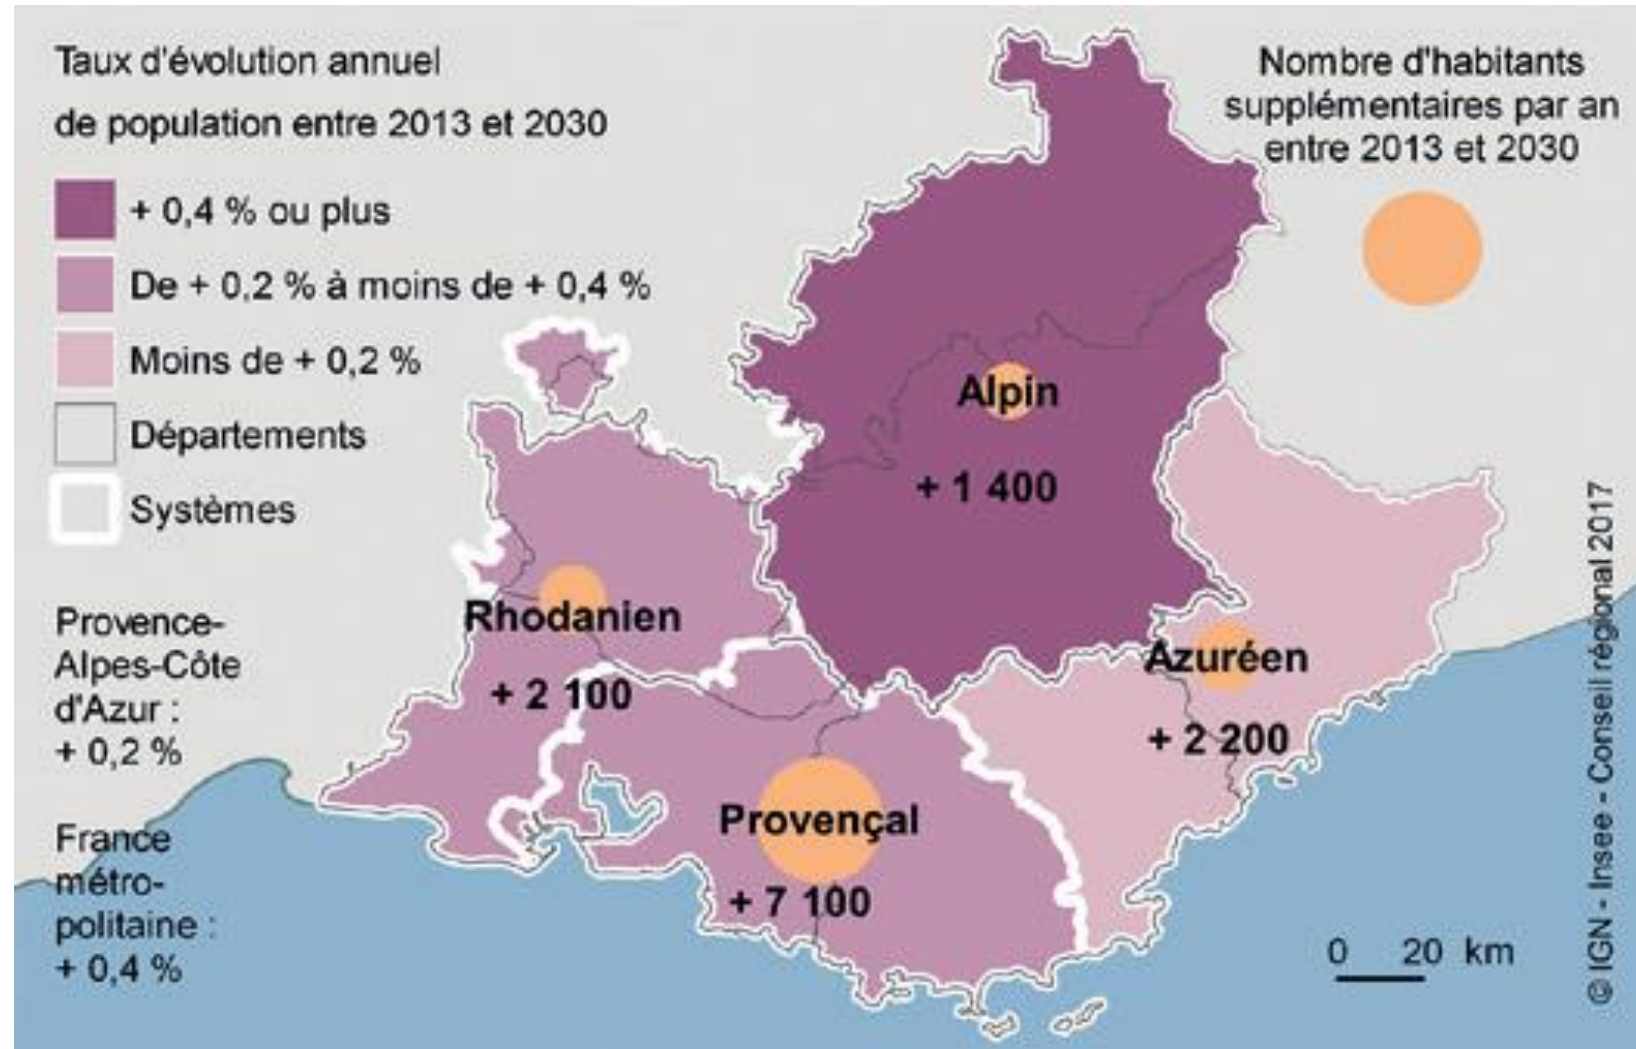 Taux d'évolution annuel
de population entre 2013 et 2030
+ 0,4 % ou plus
De + 0,2 % à moins de + 0,4 %
Moins de + 0,2 %
Départements
Systèmes
Provence-
Alpes-Côte
d'Azur :
+ 0,2 %
France
métro-
politaine :
+ 0,4 %
Nombre d'habitants
supplémentaires par an
entre 2013 et 2030
Alpin
+ 1 400
Rhodanien
+ 2 100
Azuréen
+ 2 200
Provençal
+ 7 100
0 20 km
© IGN - Insee - Conseil régional 2017